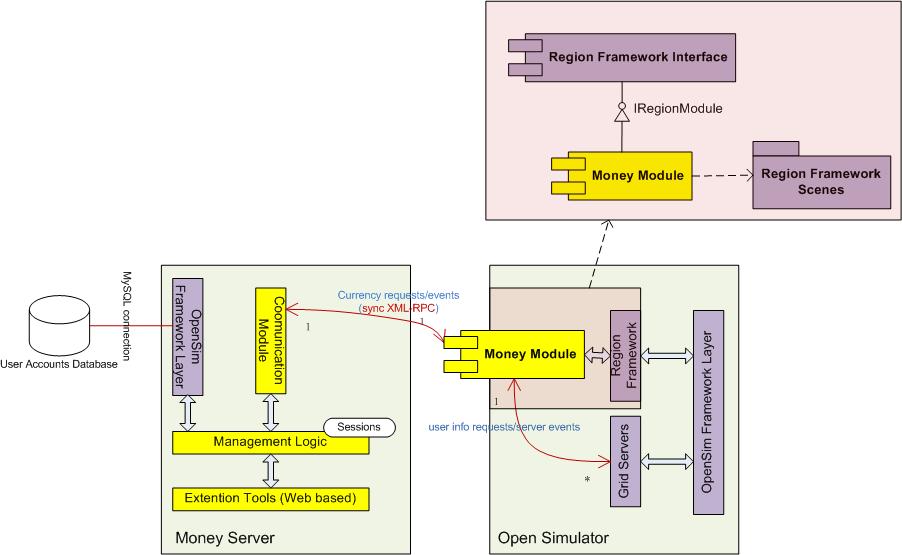 Region Framework Interface
IRegionModule
Money Module
Region Framework
Scenes
MySQL connection
User Accounts Database
OpenSim
Framework Layer
Coomunication
Module
Currency requests/events
(sync XML-RPC)
1
1
Management Logic
Sessions
Extention Tools (Web based)
Money Server
Money Module
Region
Framework
1
user info requests/server events
*
Grid Servers
OpenSim Framework Layer
Open Simulator